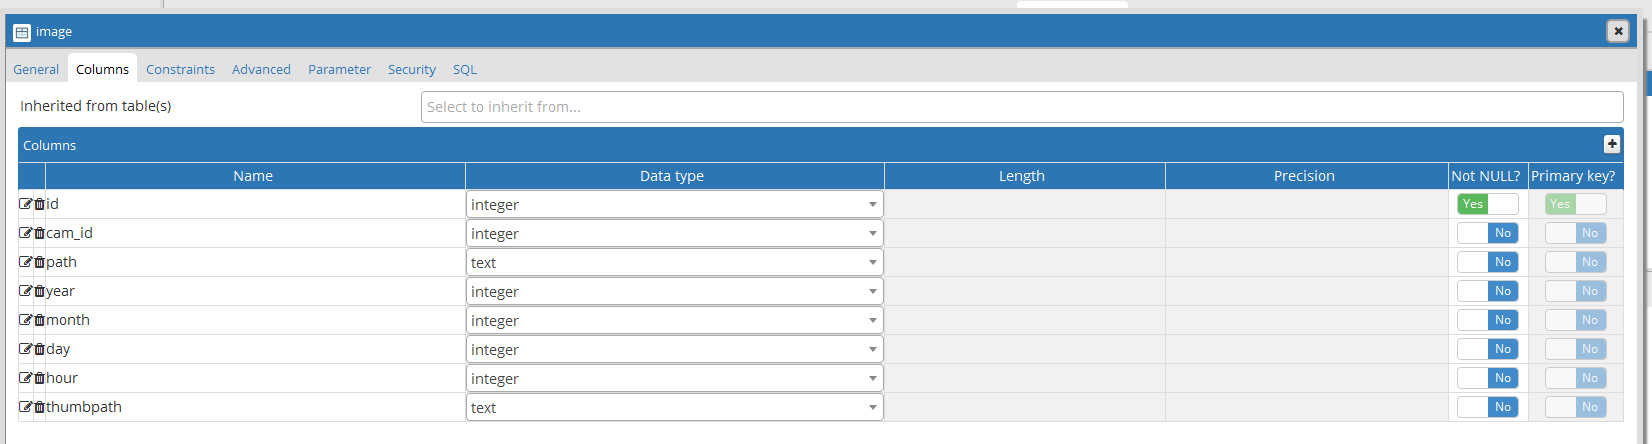 image
General Columns Constraints Advanced Parameter Security SQL
Inherited from table(s) Select to inherit from...
Columns
Name Data type Length Precision Not NULL? Primary key?
id integer Yes Yes
cam_id integer No No
path text No No
year integer No No
month integer No No
day integer No No
hour integer No No
thumbpath text No No